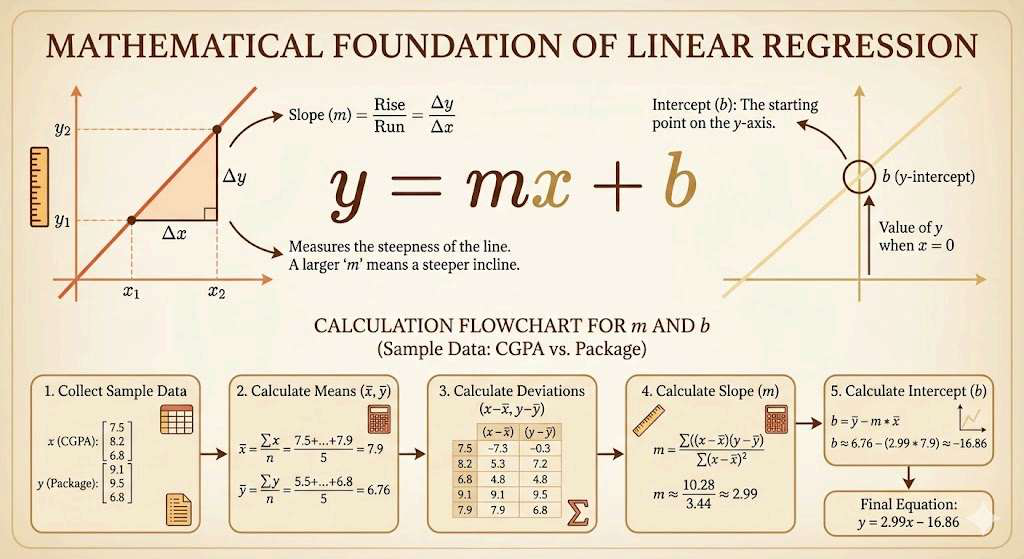 MATHEMATICAL FOUNDATION OF LINEAR REGRESSION
y₂
y₁
Δy
Δx
x₁
x₂
Slope (m) = Rise/Run = Δy/Δx
Measures the steepness of the line.
A larger 'm' means a steeper incline.
y = mx + b
Intercept (b): The starting
point on the y-axis.
b (y-intercept)
Value of y
when x = 0
CALCULATION FLOWCHART FOR m AND b
(Sample Data: CGPA vs. Package)
1. Collect Sample Data
x (CGPA):
7.5
8.2
6.8
y (Package):
9.1
9.5
6.8
2. Calculate Means (x̄, ȳ)
x̄ = ∑x/n = 7.5+...+7.9/5 = 7.9
ȳ = ∑y/n = 5.5+...+6.8/5 = 6.76
3. Calculate Deviations
(x–x̄, y–ȳ)
(x–x̄) (y–ȳ)
7.5 –7.3 –0.3
8.2 5.3 7.2
6.8 4.8 4.8
9.1 9.1 9.5
7.9 7.9 6.8
Σ
4. Calculate Slope (m)
m = ∑((x–x̄)(y–ȳ)/∑(x–x̄)²
m ≈ 10.28/3.44 ≈ 2.99
5. Calculate Intercept (b)
b = ȳ – m * x̄
b ≈ 6.76 – (2.99 * 7.9) ≈ –16.86
Final Equation:
y = 2.99x – 16.86